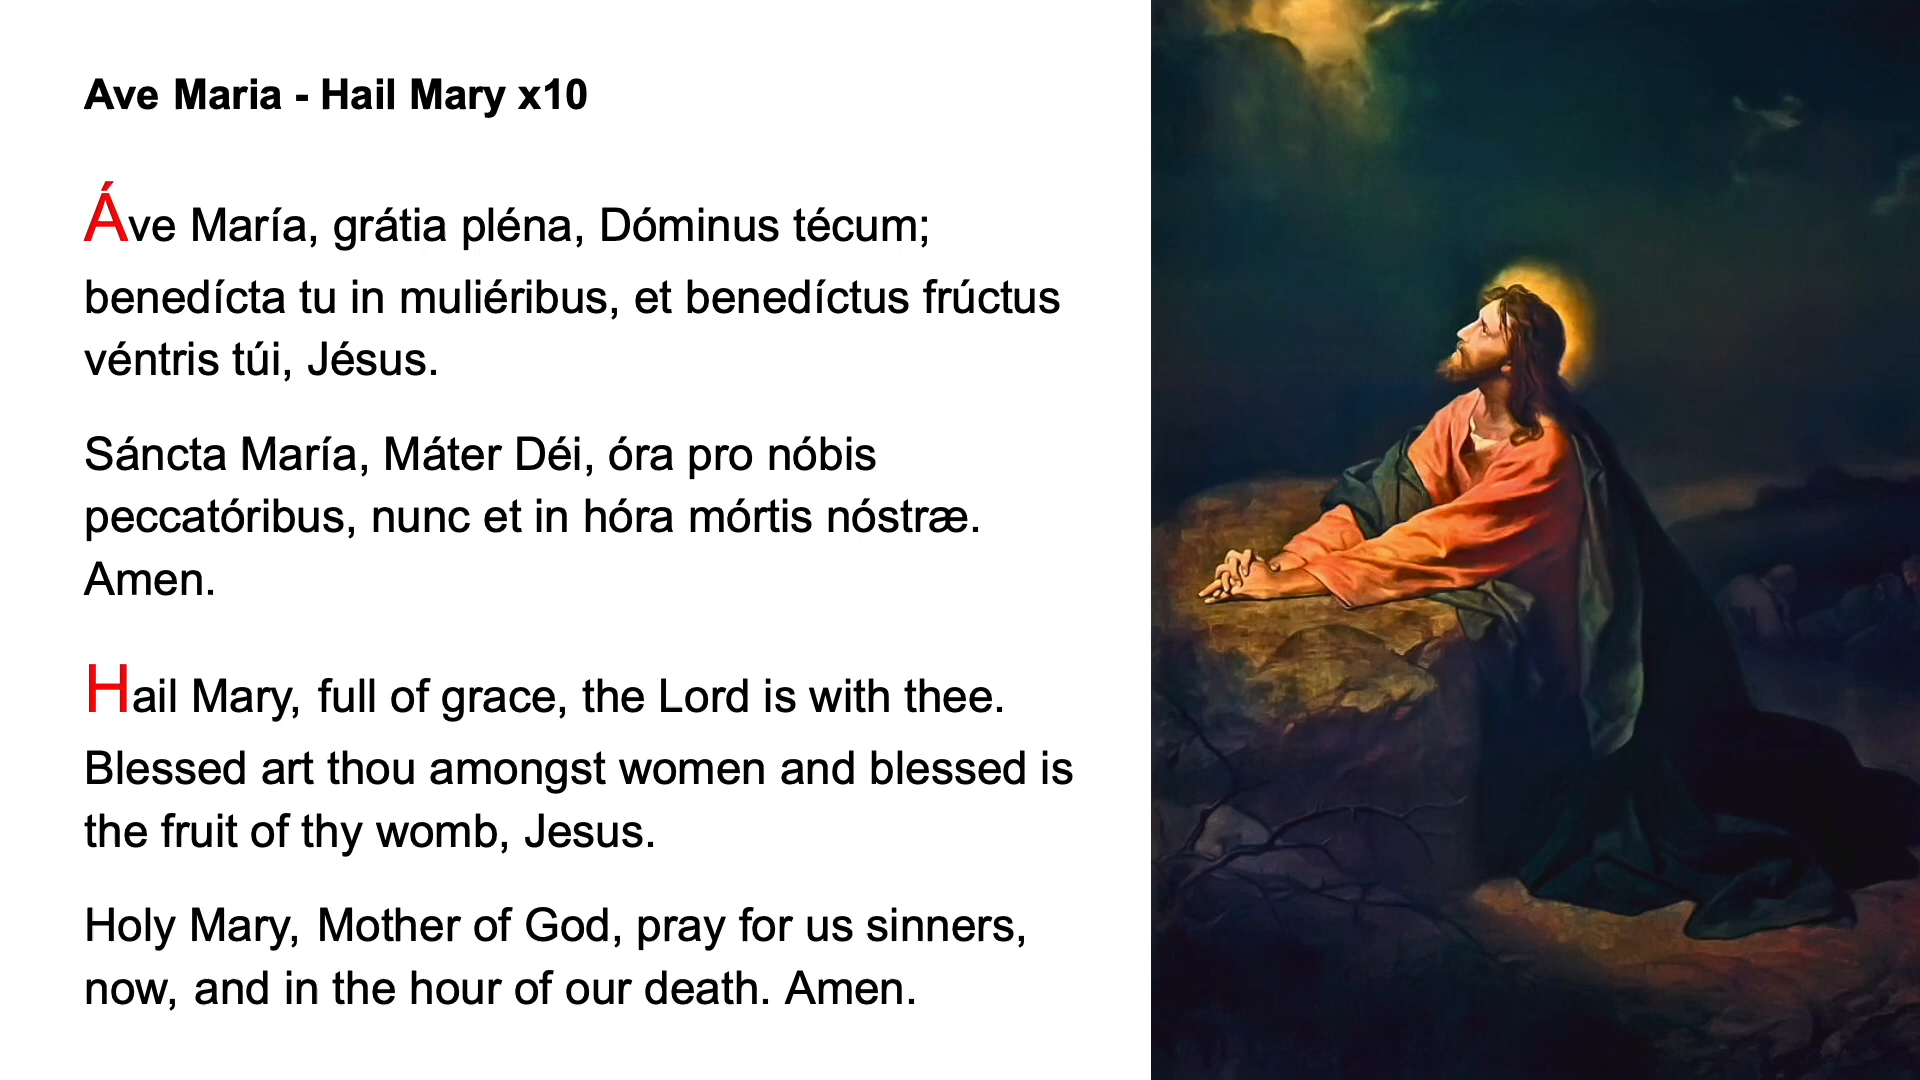 Ave Maria - Hail Mary x10
Áve María, grátia pléna, Dóminus técum;
benedícta tu in muliéribus, et benedíctus frúctus
véntris túi, Jésus.
Sáncta María, Máter Déi, óra pro nóbis
peccatóribus, nunc et in hóra mórtis nóstræ.
Amen.
Hail Mary, full of grace, the Lord is with thee.
Blessed art thou amongst women and blessed is
the fruit of thy womb, Jesus.
Holy Mary, Mother of God, pray for us sinners,
now, and in the hour of our death. Amen.